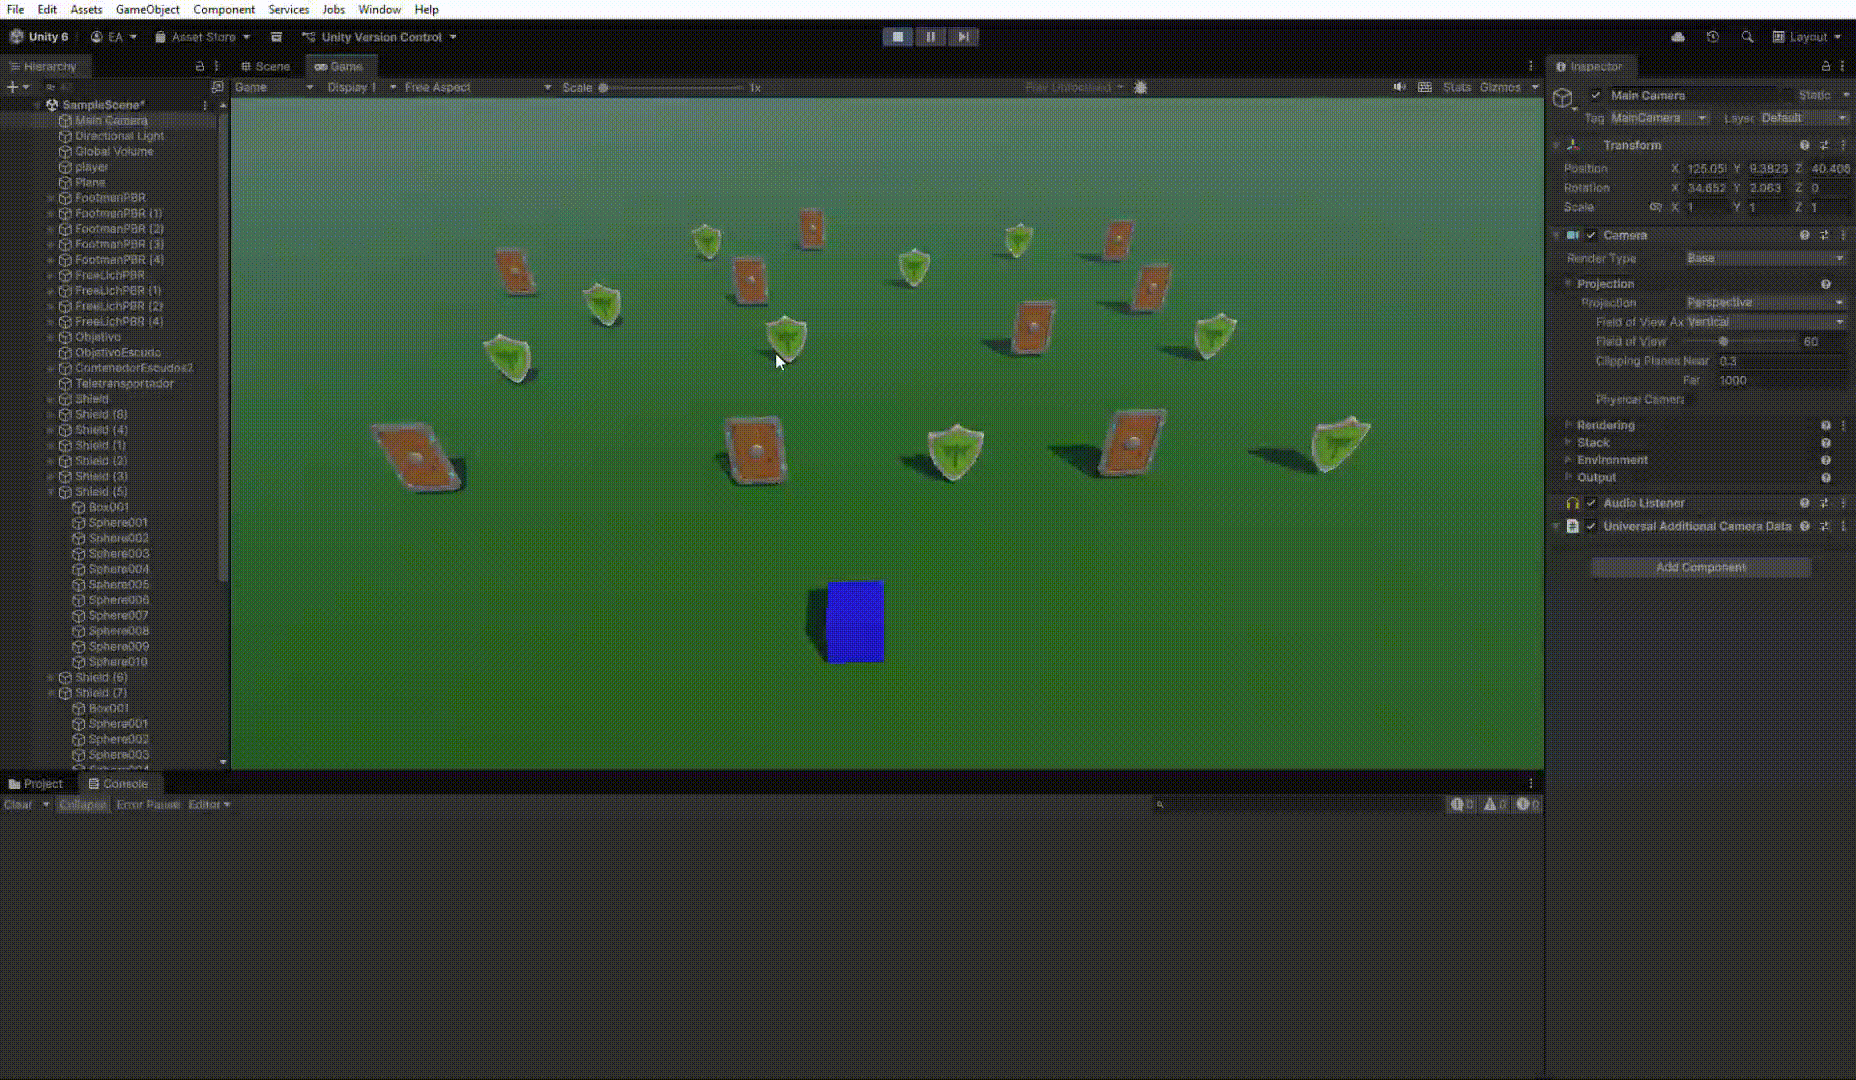 File Edit Assets GameObject Component Services Jobs Window Help
Unity 6 EA Asset Store Unity Version Control Layout
Hierarchy
Scene Game
Inspector
Game Display 1 Free Aspect Scale 1x Play Unfocused Stats Gizmos
SampleScene*
Main Camera
Directional Light
Global Volume
player
Plane
FootmanPBR
FootmanPBR (1)
FootmanPBR (2)
FootmanPBR (3)
FootmanPBR (4)
FreeLichPBR
FreeLichPBR (1)
FreeLichPBR (2)
FreeLichPBR (4)
Objetivo
ObjetivoEscudo
ContenedorEscudos2
Teletransportador
Shield
Shield (8)
Shield (4)
Shield (1)
Shield (2)
Shield (3)
Shield (5)
Box001
Sphere001
Sphere002
Sphere003
Sphere004
Sphere005
Sphere006
Sphere007
Sphere008
Sphere009
Sphere010
Shield (6)
Shield (7)
Box001
Sphere001
Sphere002
Sphere003
Main Camera Static
Tag MainCamera Layer Default
Transform
Position X 125.05 Y 9.3823 Z 40.406
Rotation X 34.652 Y 2.063 Z 0
Scale X 1 Y 1 Z 1
Camera
Render Type Base
Projection
Projection Perspective
Field of View Ax Vertical
Field of View 60
Clipping Planes Near 0.3
Far 1000
Physical Camera
Rendering
Stack
Environment
Output
Audio Listener
Universal Additional Camera Data
Add Component
Project Console
Clear Collapse Error Pause Editor 0 0 0